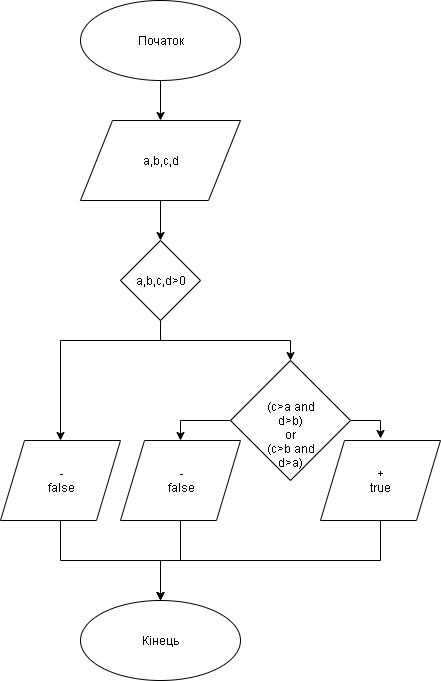 Початок
a,b,c,d
a,b,c,d>0
(c>a and
d>b)
or
(c>b and
d>a)
-
false
-
false
+
true
Кінець